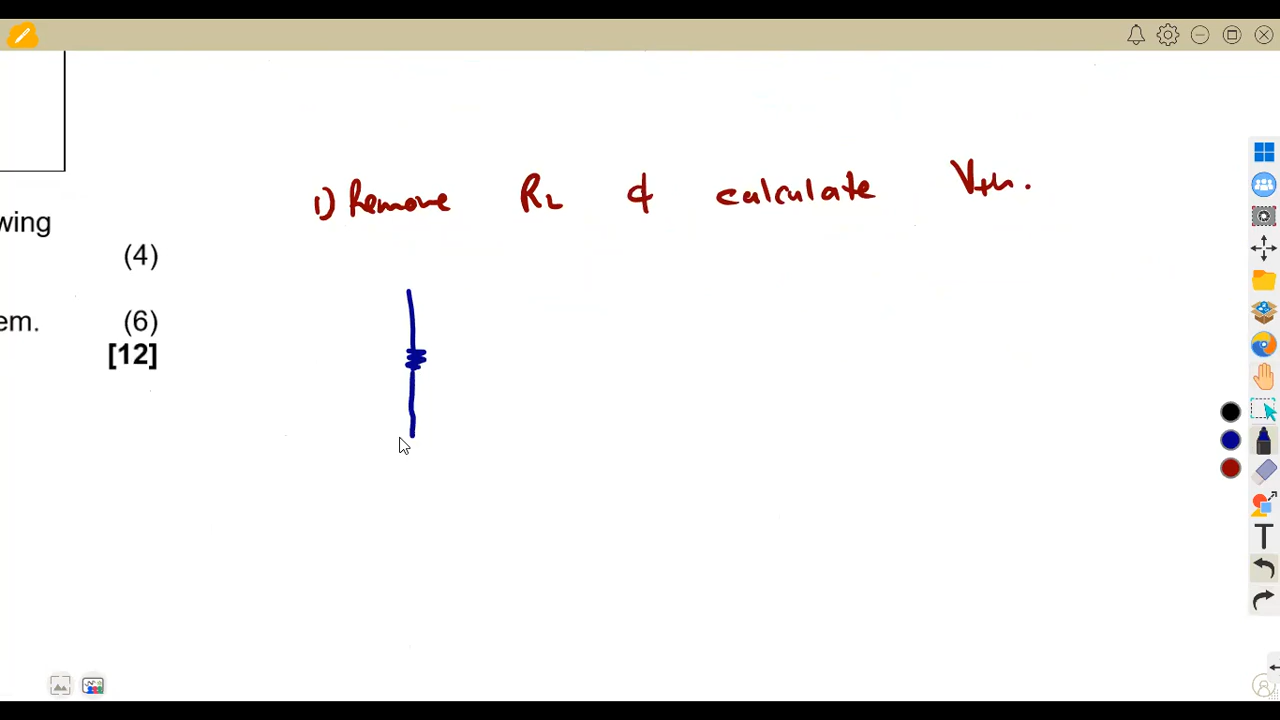 1) Remove RL & calculate Vth.
wing
(4)
em. (6)
[12]
T